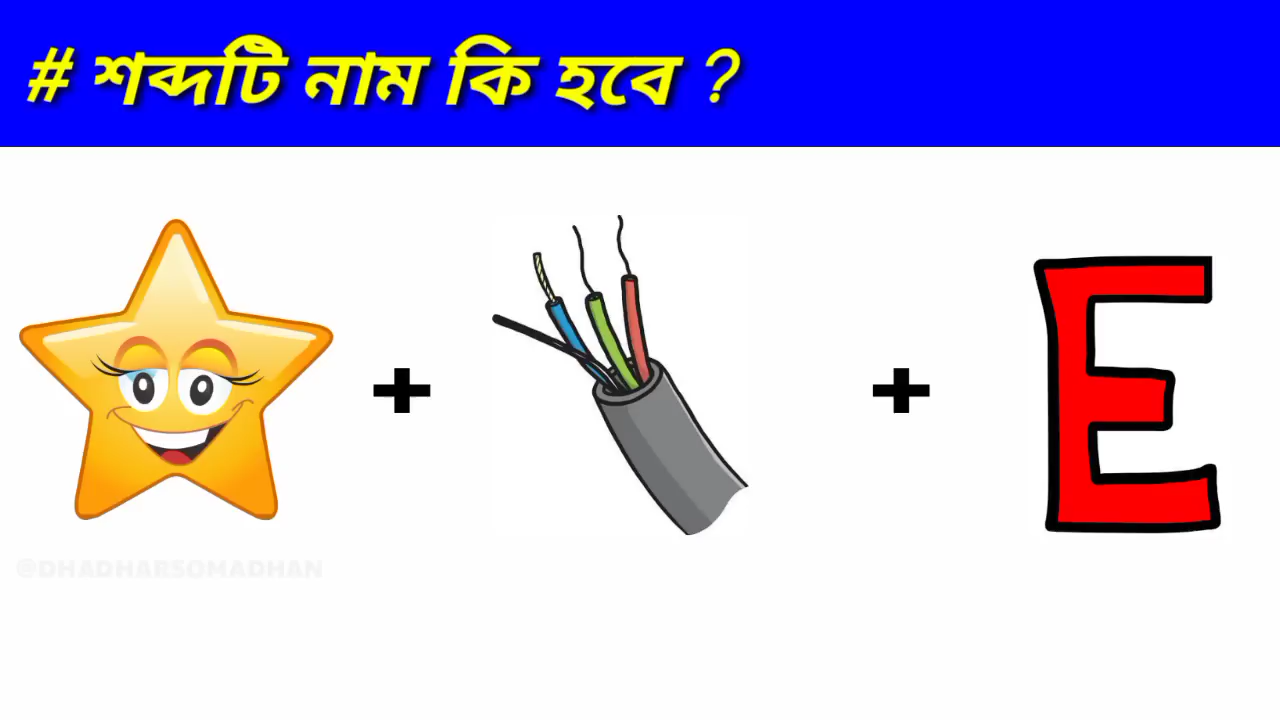 # শব্দটি নাম কি হবে ?
+ + E
@DHADHARSOMADHAN